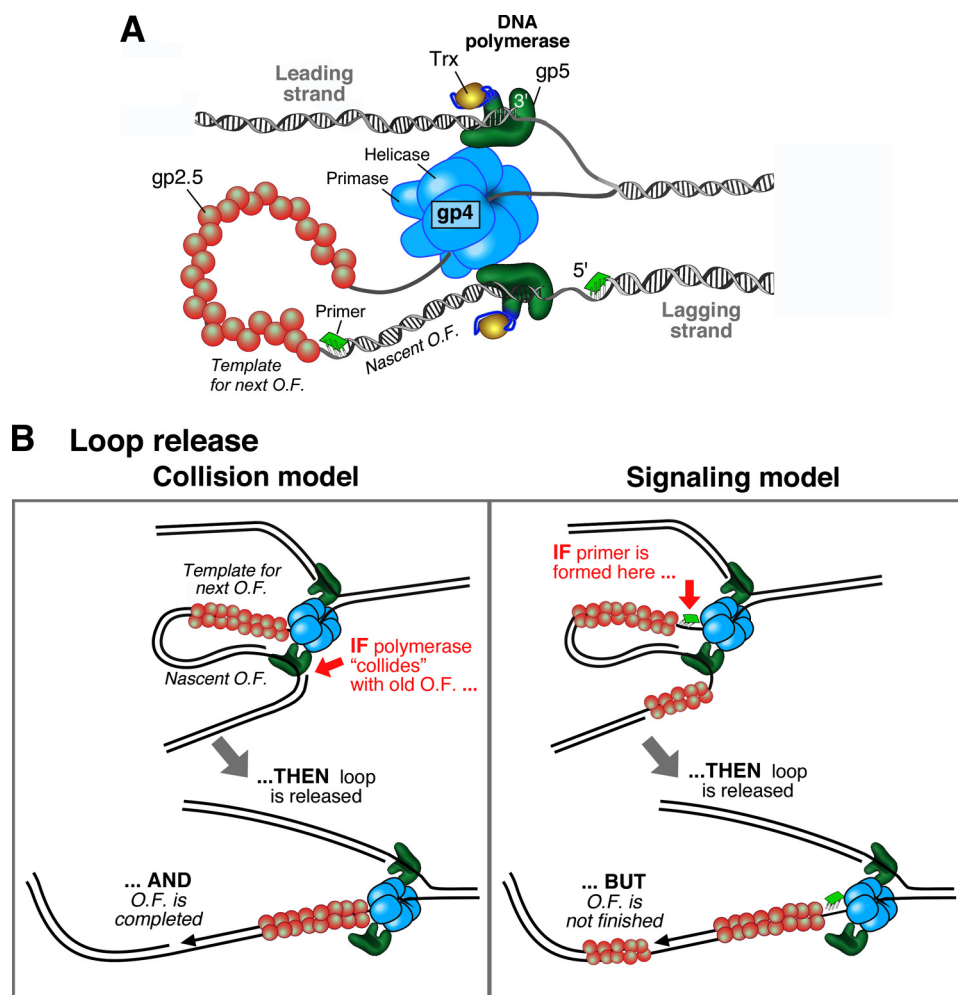 A
DNA
polymerase
Trx
gp5
Leading
strand
3'
Helicase
Primase
gp2.5
gp4
5'
Primer
Nascent O.F.
Lagging
strand
Template
for next O.F.
B Loop release
Collision model
Signaling model
Template for
next O.F.
IF polymerase
"collides"
with old O.F. ...
Nascent O.F.
...THEN loop
is released
... AND
O.F. is
completed
IF primer is
formed here ...
...THEN loop
is released
... BUT
O.F. is
not finished